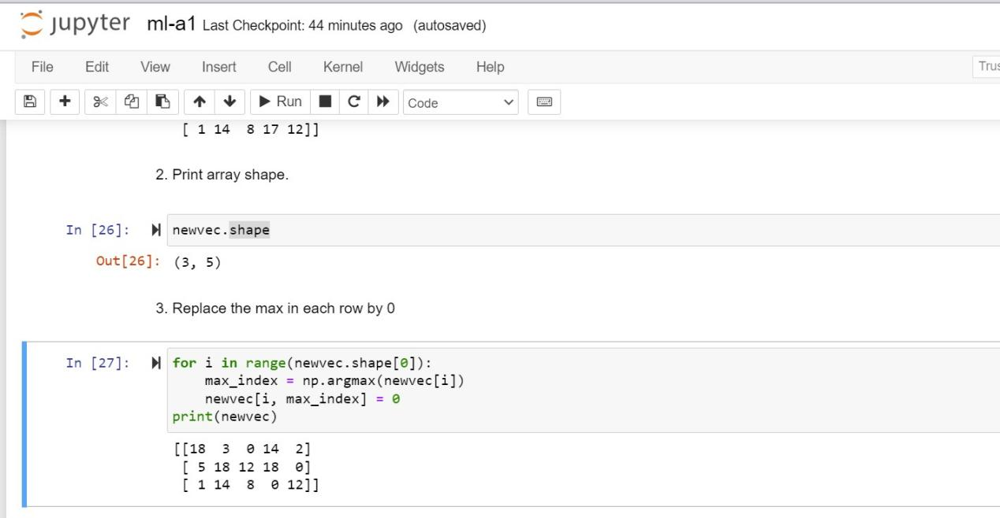 jupyter ml-a1 Last Checkpoint: 44 minutes ago (autosaved)
File Edit View Insert Cell Kernel Widgets Help
Run Code
[ 1 14  8 17 12]]
2. Print array shape.
In [26]: newvec.shape
Out[26]: (3, 5)
3. Replace the max in each row by 0
In [27]: for i in range(newvec.shape[0]):
    max_index = np.argmax(newvec[i])
    newvec[i, max_index] = 0
print(newvec)
[[18  3  0 14  2]
 [ 5 18 12 18  0]
 [ 1 14  8  0 12]]